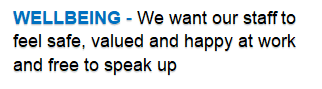 WELLBEING - We want our staff to
feel safe, valued and happy at work
and free to speak up